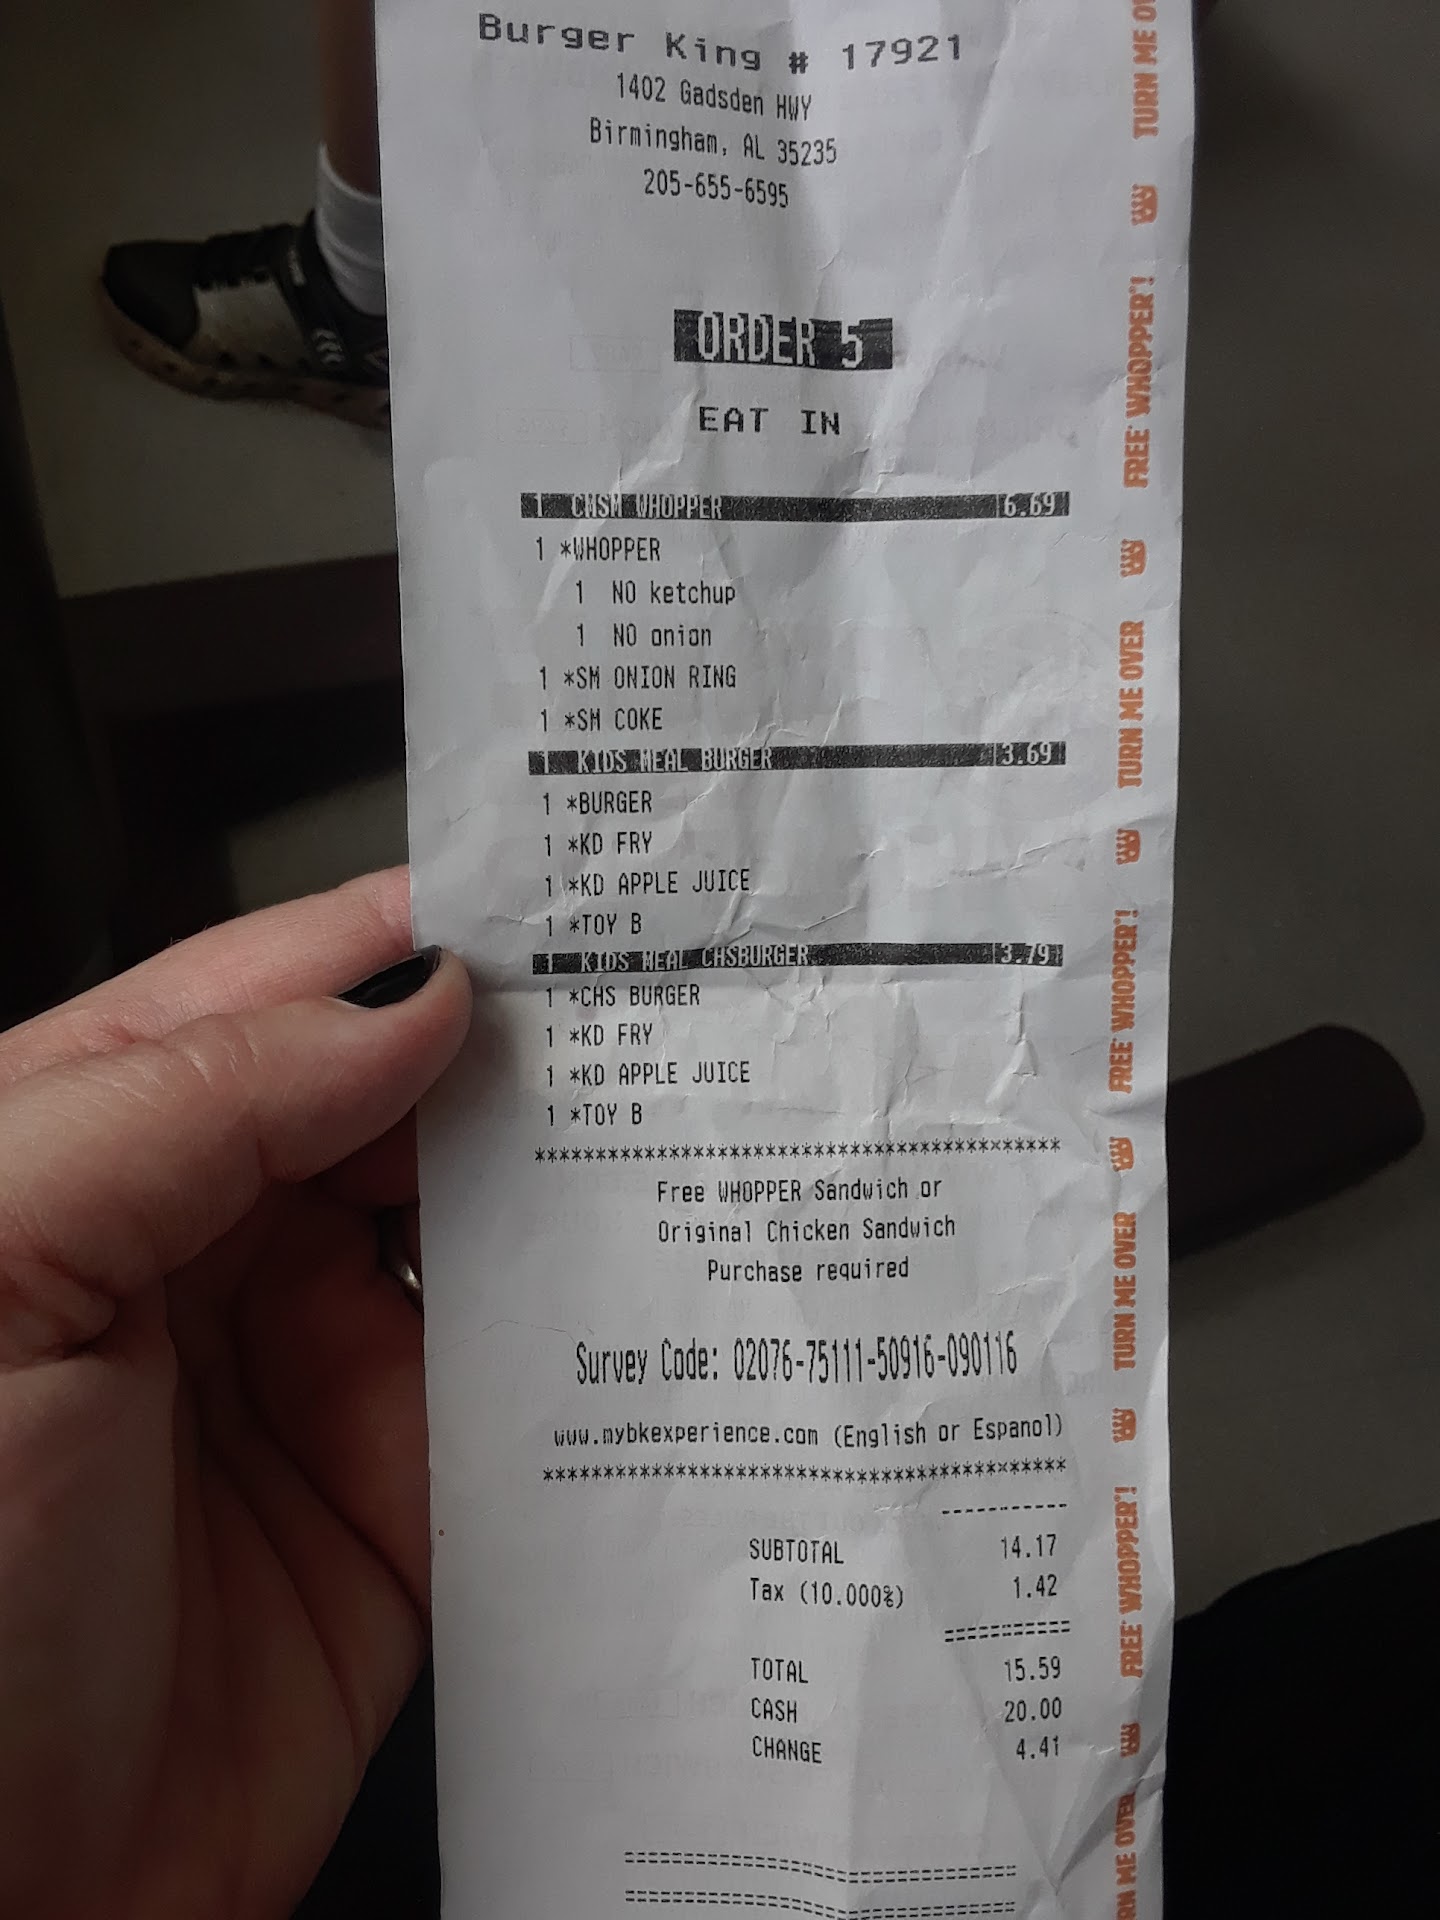 Burger King # 17921
1402 Gadsden HWY
Birmingham, AL 35235
205-655-6595
ORDER 5
EAT IN
1 CMSM WHOPPER 6.69
1 *WHOPPER
1 NO ketchup
1 NO onion
1 *SM ONION RING
1 *SM COKE
1 KIDS MEAL BURGER 3.69
1 *BURGER
1 *KD FRY
1 *KD APPLE JUICE
1 *TOY B
1 KIDS MEAL CHSBURGER 3.79
1 *CHS BURGER
1 *KD FRY
1 *KD APPLE JUICE
1 *TOY B
*******************************************
Free WHOPPER Sandwich or
Original Chicken Sandwich
Purchase required
Survey Code: 02076-75111-50916-090116
www.mybkexperience.com (English or Espanol)
*******************************************
-----------
SUBTOTAL 14.17
Tax (10.000%) 1.42
===========
TOTAL 15.59
CASH 20.00
CHANGE 4.41
TURN ME OVER
FREE WHOPPER!
TURN ME OVER
FREE WHOPPER!
TURN ME OVER
FREE WHOPPER!
TURN ME OVER